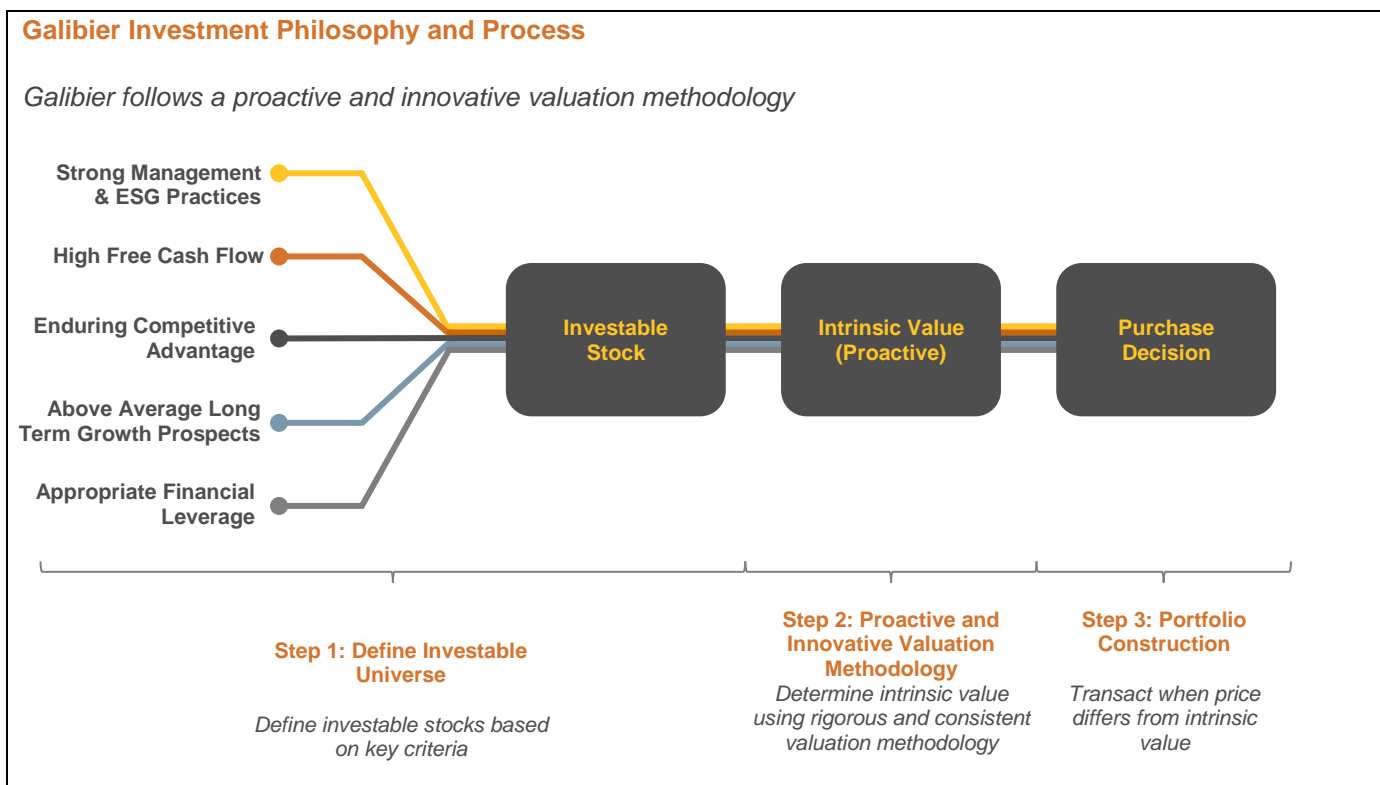 Galibier Investment Philosophy and Process
Galibier follows a proactive and innovative valuation methodology
Strong Management
& ESG Practices
High Free Cash Flow
Enduring Competitive
Advantage
Above Average Long
Term Growth Prospects
Appropriate Financial
Leverage
Investable
Stock
Intrinsic Value
(Proactive)
Purchase
Decision
Step 1: Define Investable
Universe
Define investable stocks based
on key criteria
Step 2: Proactive and
Innovative Valuation
Methodology
Determine intrinsic value
using rigorous and consistent
valuation methodology
Step 3: Portfolio
Construction
Transact when price
differs from intrinsic
value